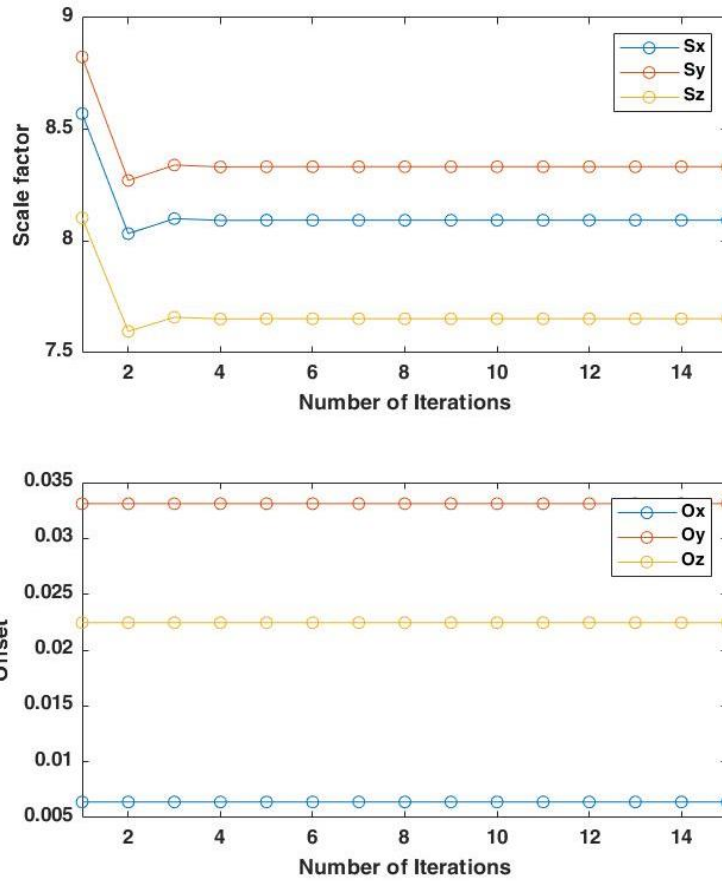 9
8.5
8
7.5
Scale factor
Sx
Sy
Sz
2 4 6 8 10 12 14
Number of Iterations
0.035
0.03
0.025
0.02
0.015
0.01
0.005
Offset
Ox
Oy
Oz
2 4 6 8 10 12 14
Number of Iterations